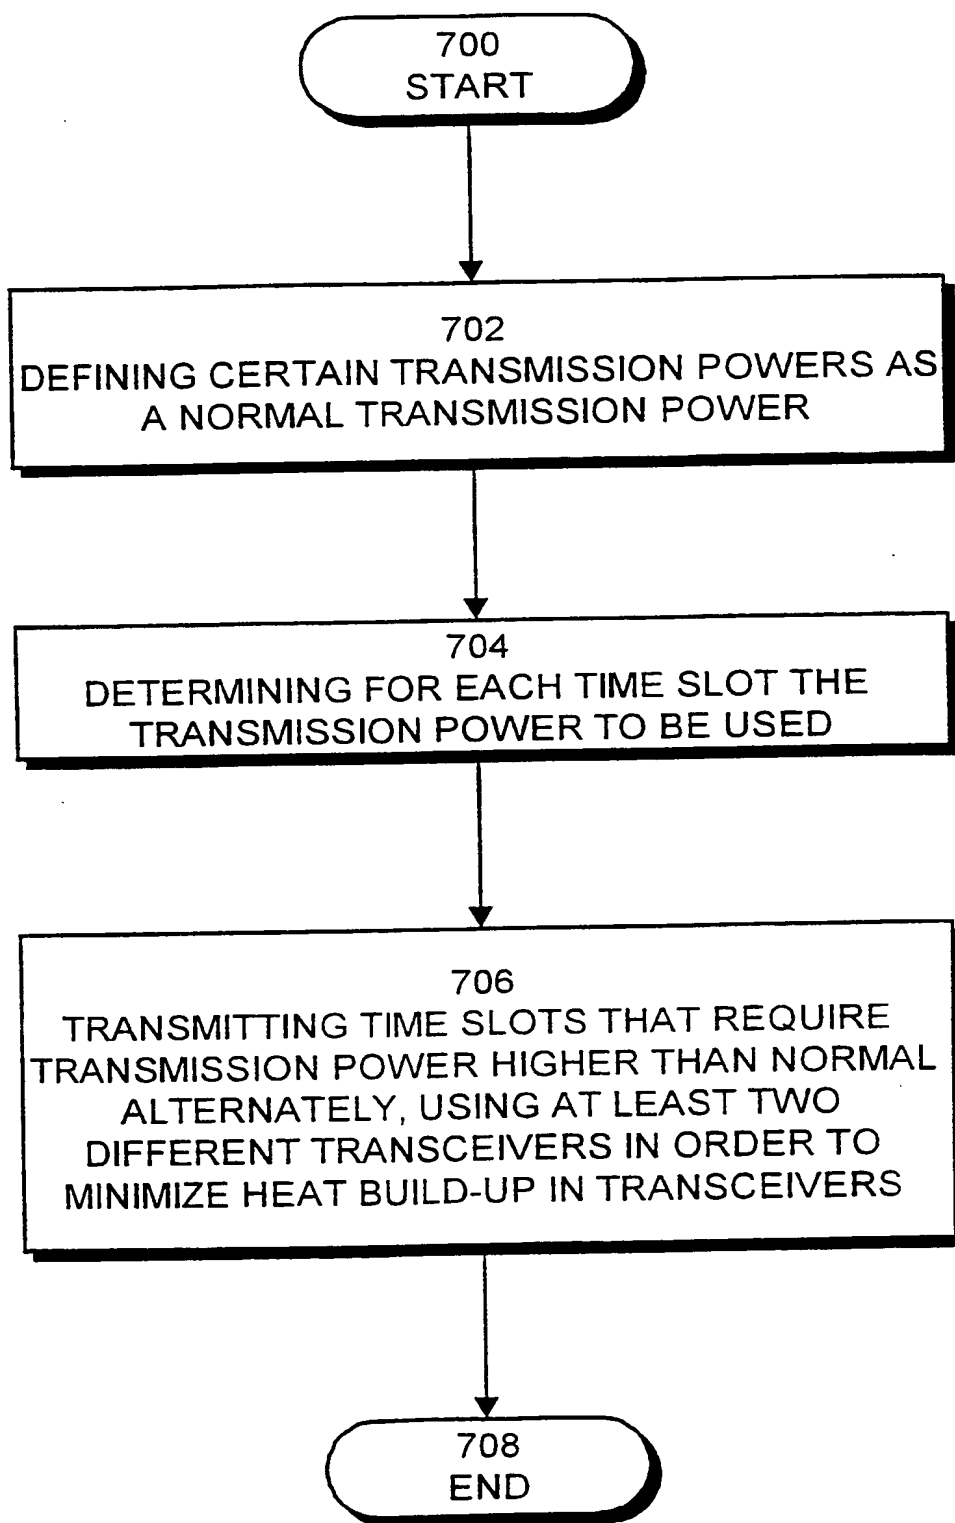 700
START
702
DEFINING CERTAIN TRANSMISSION POWERS AS
A NORMAL TRANSMISSION POWER
704
DETERMINING FOR EACH TIME SLOT THE
TRANSMISSION POWER TO BE USED
706
TRANSMITTING TIME SLOTS THAT REQUIRE
TRANSMISSION POWER HIGHER THAN NORMAL
ALTERNATELY, USING AT LEAST TWO
DIFFERENT TRANSCEIVERS IN ORDER TO
MINIMIZE HEAT BUILD-UP IN TRANSCEIVERS
708
END